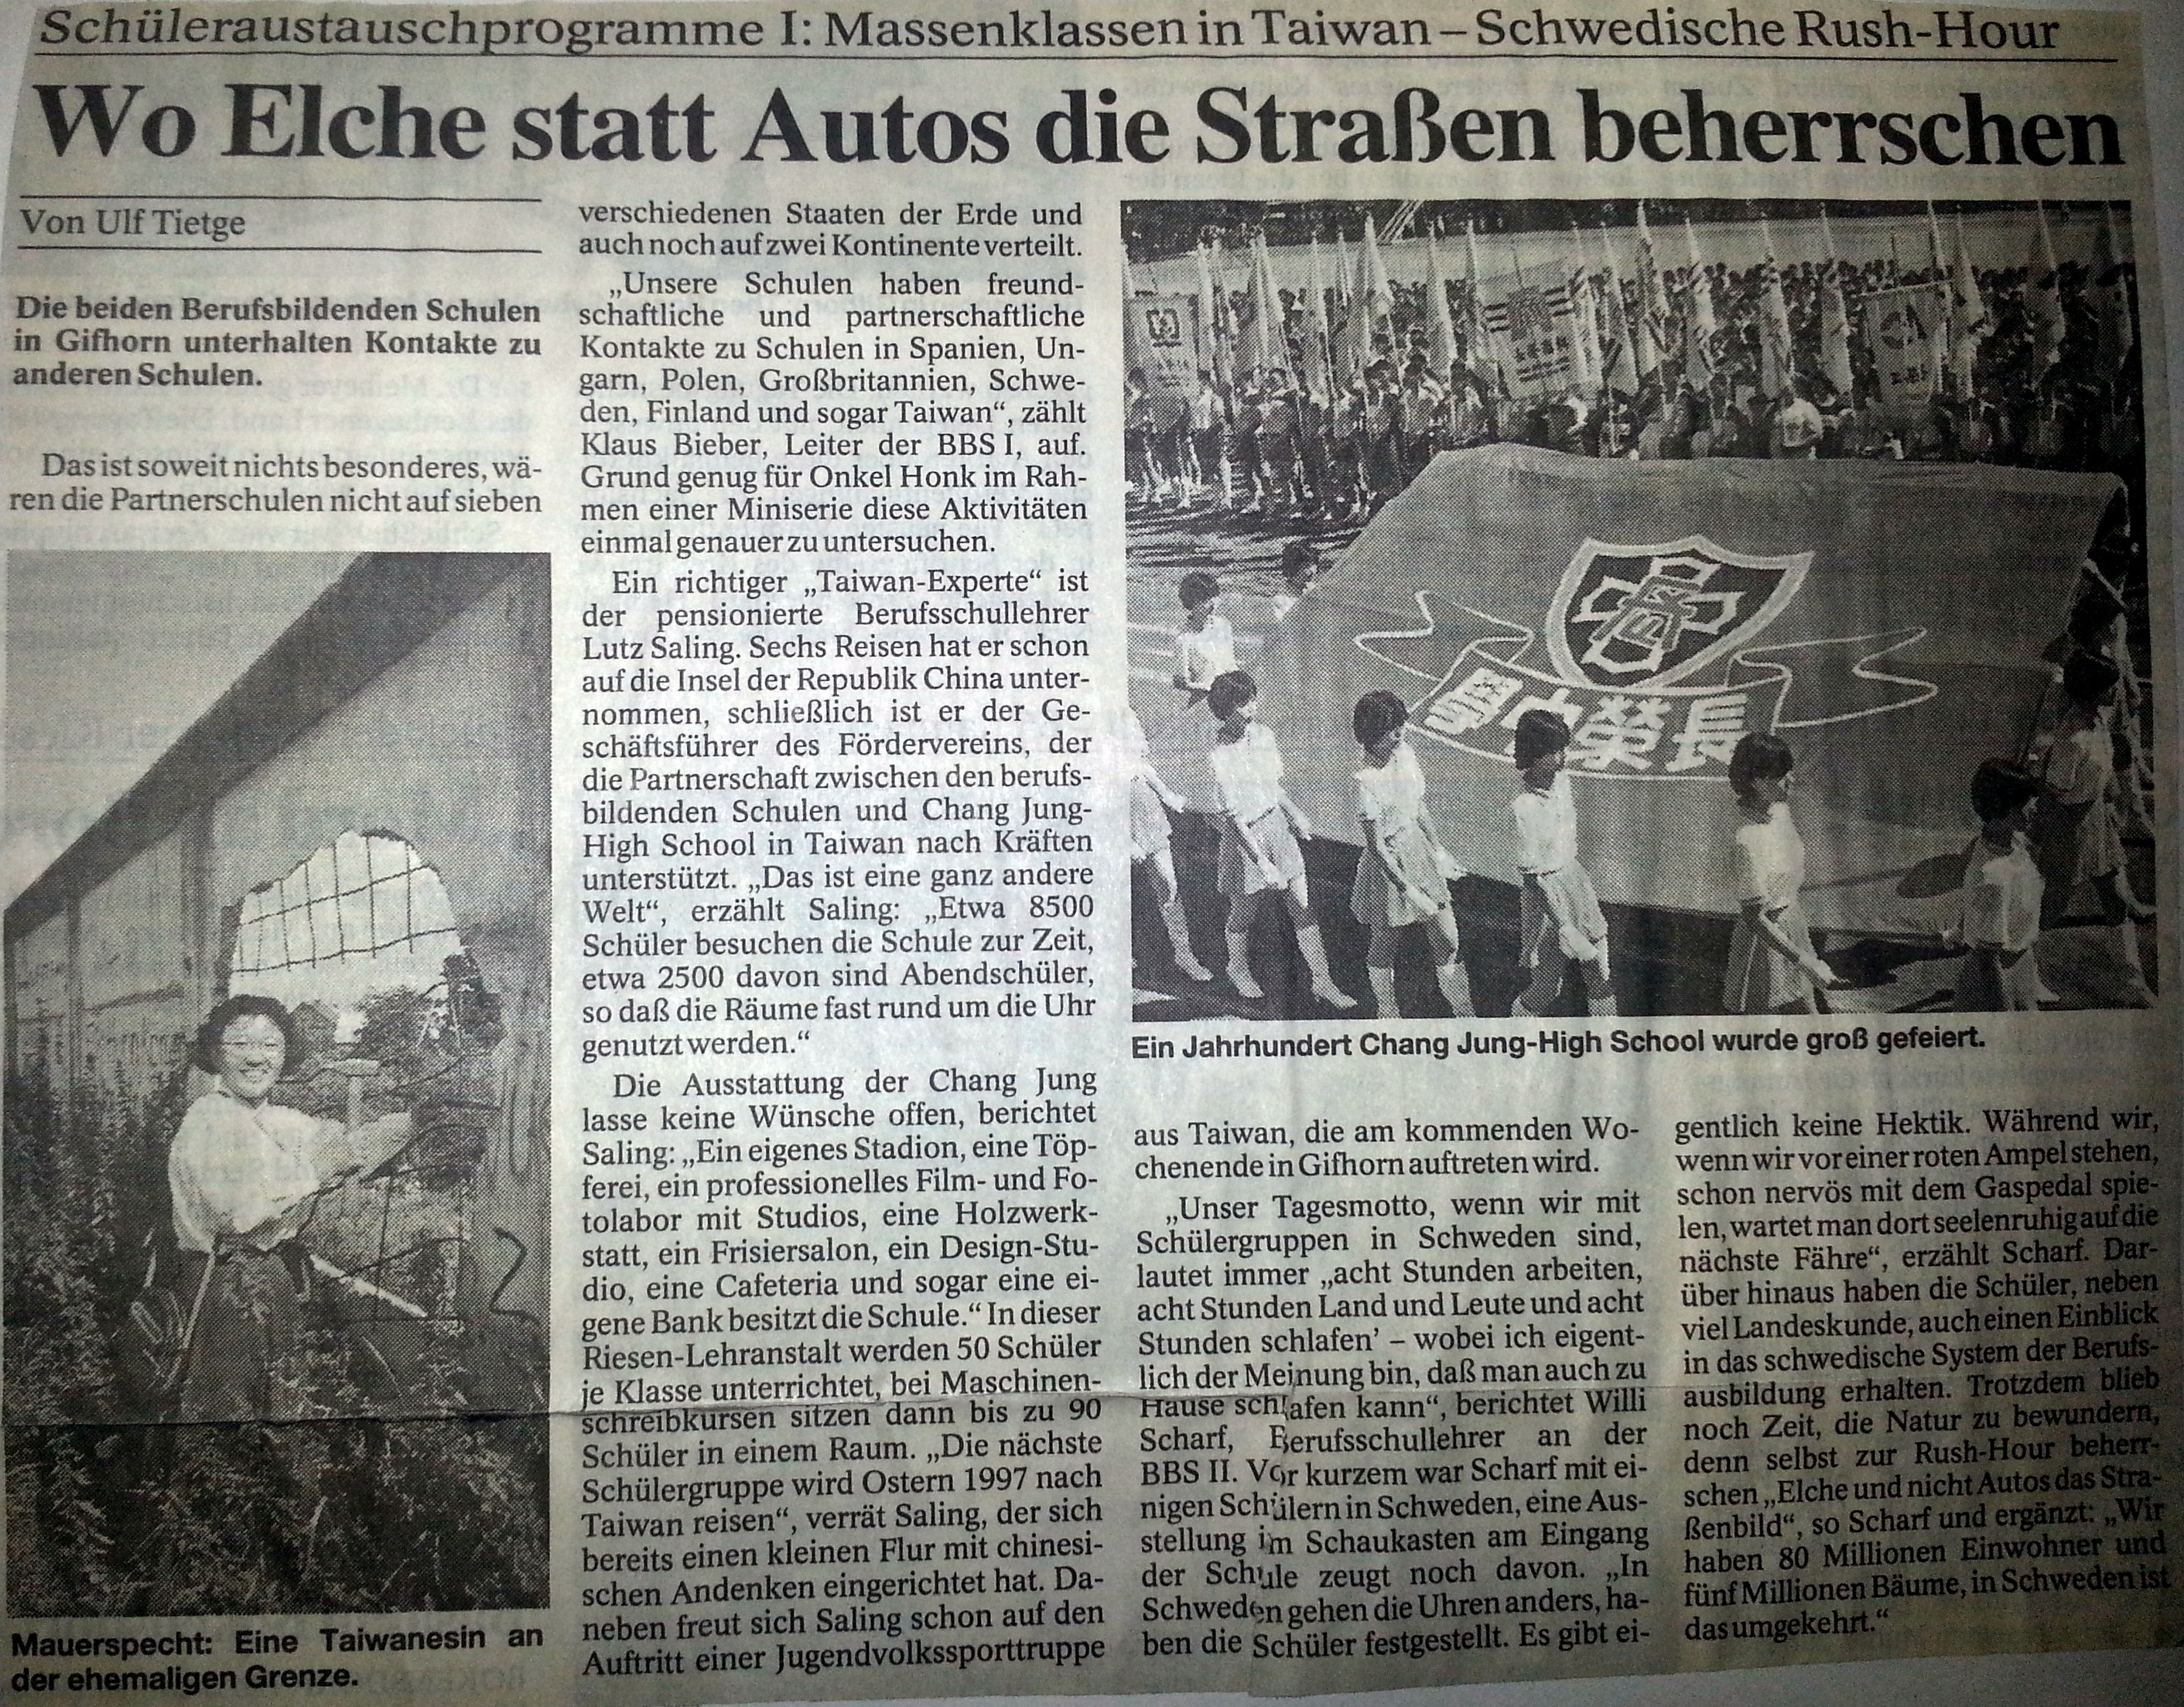 Schüleraustauschprogramme I: Massenklassen in Taiwan – Schwedische Rush-Hour
Wo Elche statt Autos die Straßen beherrschen
Von Ulf Tietge
Die beiden Berufsbildenden Schulen
in Gifhorn unterhalten Kontakte zu
anderen Schulen.
Das ist soweit nichts besonderes, wä-
ren die Partnerschulen nicht auf sieben
Mauerspecht: Eine Taiwanesin an
der ehemaligen Grenze.
verschiedenen Staaten der Erde und
auch noch auf zwei Kontinente verteilt.
„Unsere Schulen haben freund-
schaftliche und partnerschaftliche
Kontakte zu Schulen in Spanien, Un-
garn, Polen, Großbritannien, Schwe-
den, Finland und sogar Taiwan“, zählt
Klaus Bieber, Leiter der BBS I, auf.
Grund genug für Onkel Honk im Rah-
men einer Miniserie diese Aktivitäten
einmal genauer zu untersuchen.
Ein richtiger „Taiwan-Experte“ ist
der pensionierte Berufsschullehrer
Lutz Saling. Sechs Reisen hat er schon
auf die Insel der Republik China unter-
nommen, schließlich ist er der Ge-
schäftsführer des Fördervereins, der
die Partnerschaft zwischen den berufs-
bildenden Schulen und Chang Jung-
High School in Taiwan nach Kräften
unterstützt. „Das ist eine ganz andere
Welt“, erzählt Saling: „Etwa 8500
Schüler besuchen die Schule zur Zeit,
etwa 2500 davon sind Abendschüler,
so daß die Räume fast rund um die Uhr
genutzt werden.“
Die Ausstattung der Chang Jung
lasse keine Wünsche offen, berichtet
Saling: „Ein eigenes Stadion, eine Töp-
ferei, ein professionelles Film- und Fo-
tolabor mit Studios, eine Holzwerk-
statt, ein Frisiersalon, ein Design-Stu-
dio, eine Cafeteria und sogar eine ei-
gene Bank besitzt die Schule.“ In dieser
Riesen-Lehranstalt werden 50 Schüler
je Klasse unterrichtet, bei Maschinen-
schreibkursen sitzen dann bis zu 90
Schüler in einem Raum. „Die nächste
Schülergruppe wird Ostern 1997 nach
Taiwan reisen“, verrät Saling, der sich
bereits einen kleinen Flur mit chinesi-
schen Andenken eingerichtet hat. Da-
neben freut sich Saling schon auf den
Auftritt einer Jugendvolkssporttruppe
學中榮長
Ein Jahrhundert Chang Jung-High School wurde groß gefeiert.
aus Taiwan, die am kommenden Wo-
chenende in Gifhorn auftreten wird.
„Unser Tagesmotto, wenn wir mit
Schülergruppen in Schweden sind,
lautet immer „acht Stunden arbeiten,
acht Stunden Land und Leute und acht
Stunden schlafen’ – wobei ich eigent-
lich der Meinung bin, daß man auch zu
Hause schlafen kann“, berichtet Willi
Scharf, Berufsschullehrer an der
BBS II. Vor kurzem war Scharf mit ei-
nigen Schülern in Schweden, eine Aus-
stellung im Schaukasten am Eingang
der Schule zeugt noch davon. „In
Schweden gehen die Uhren anders, ha-
ben die Schüler festgestellt. Es gibt ei-
gentlich keine Hektik. Während wir,
wenn wir vor einer roten Ampel stehen,
schon nervös mit dem Gaspedal spie-
len, wartet man dort seelenruhig auf die
nächste Fähre“, erzählt Scharf. Dar-
über hinaus haben die Schüler, neben
viel Landeskunde, auch einen Einblick
in das schwedische System der Berufs-
ausbildung erhalten. Trotzdem blieb
noch Zeit, die Natur zu bewundern,
denn selbst zur Rush-Hour beherr-
schen „Elche und nicht Autos das Stra-
ßenbild“, so Scharf und ergänzt: „Wir
haben 80 Millionen Einwohner und
fünf Millionen Bäume, in Schweden ist
das umgekehrt.“